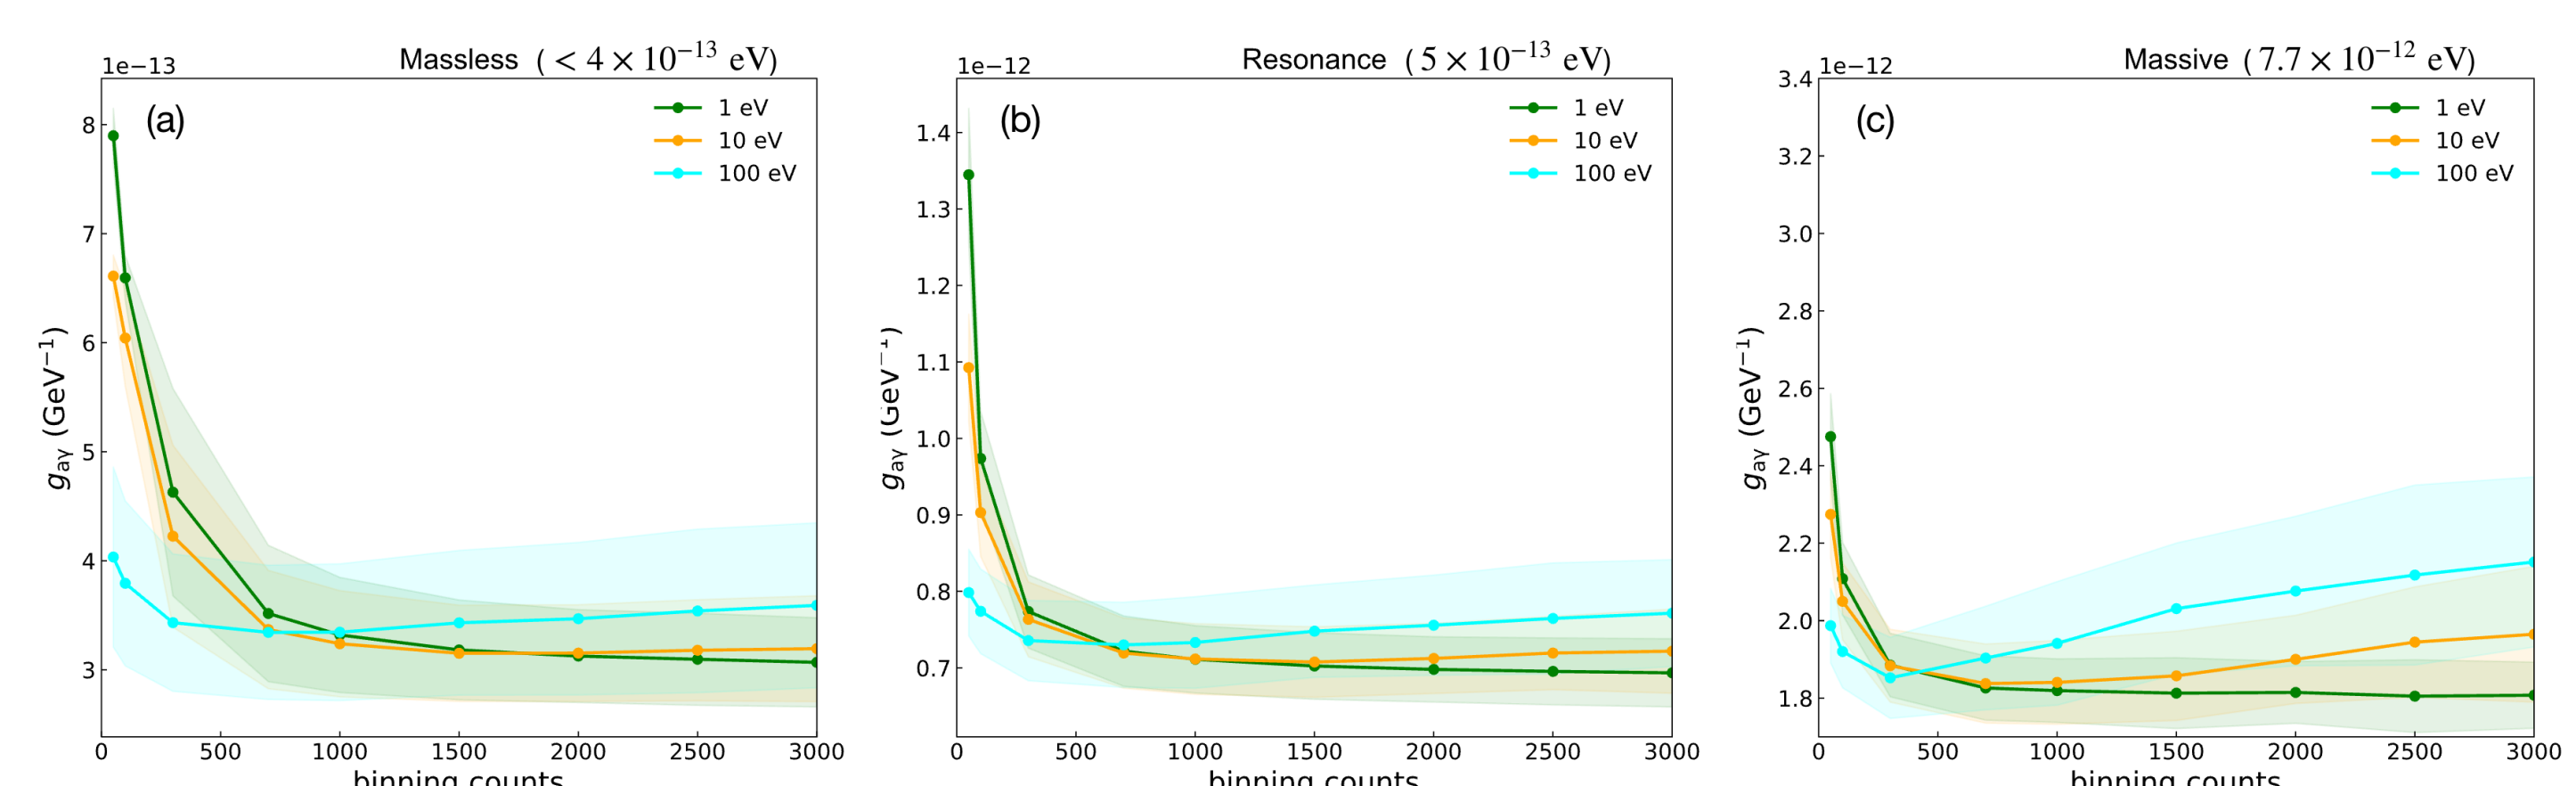 1e−13 Massless ( < 4 × 10−13 eV)
(a)
1 eV
10 eV
100 eV
8
7
6
5
4
3
gaγ (GeV−1)
0 500 1000 1500 2000 2500 3000
binning counts
1e−12 Resonance ( 5 × 10−13 eV)
(b)
1 eV
10 eV
100 eV
1.4
1.3
1.2
1.1
1.0
0.9
0.8
0.7
gaγ (GeV−1)
0 500 1000 1500 2000 2500 3000
binning counts
1e−12 Massive ( 7.7 × 10−12 eV)
(c)
1 eV
10 eV
100 eV
3.4
3.2
3.0
2.8
2.6
2.4
2.2
2.0
1.8
gaγ (GeV−1)
0 500 1000 1500 2000 2500 3000
binning counts